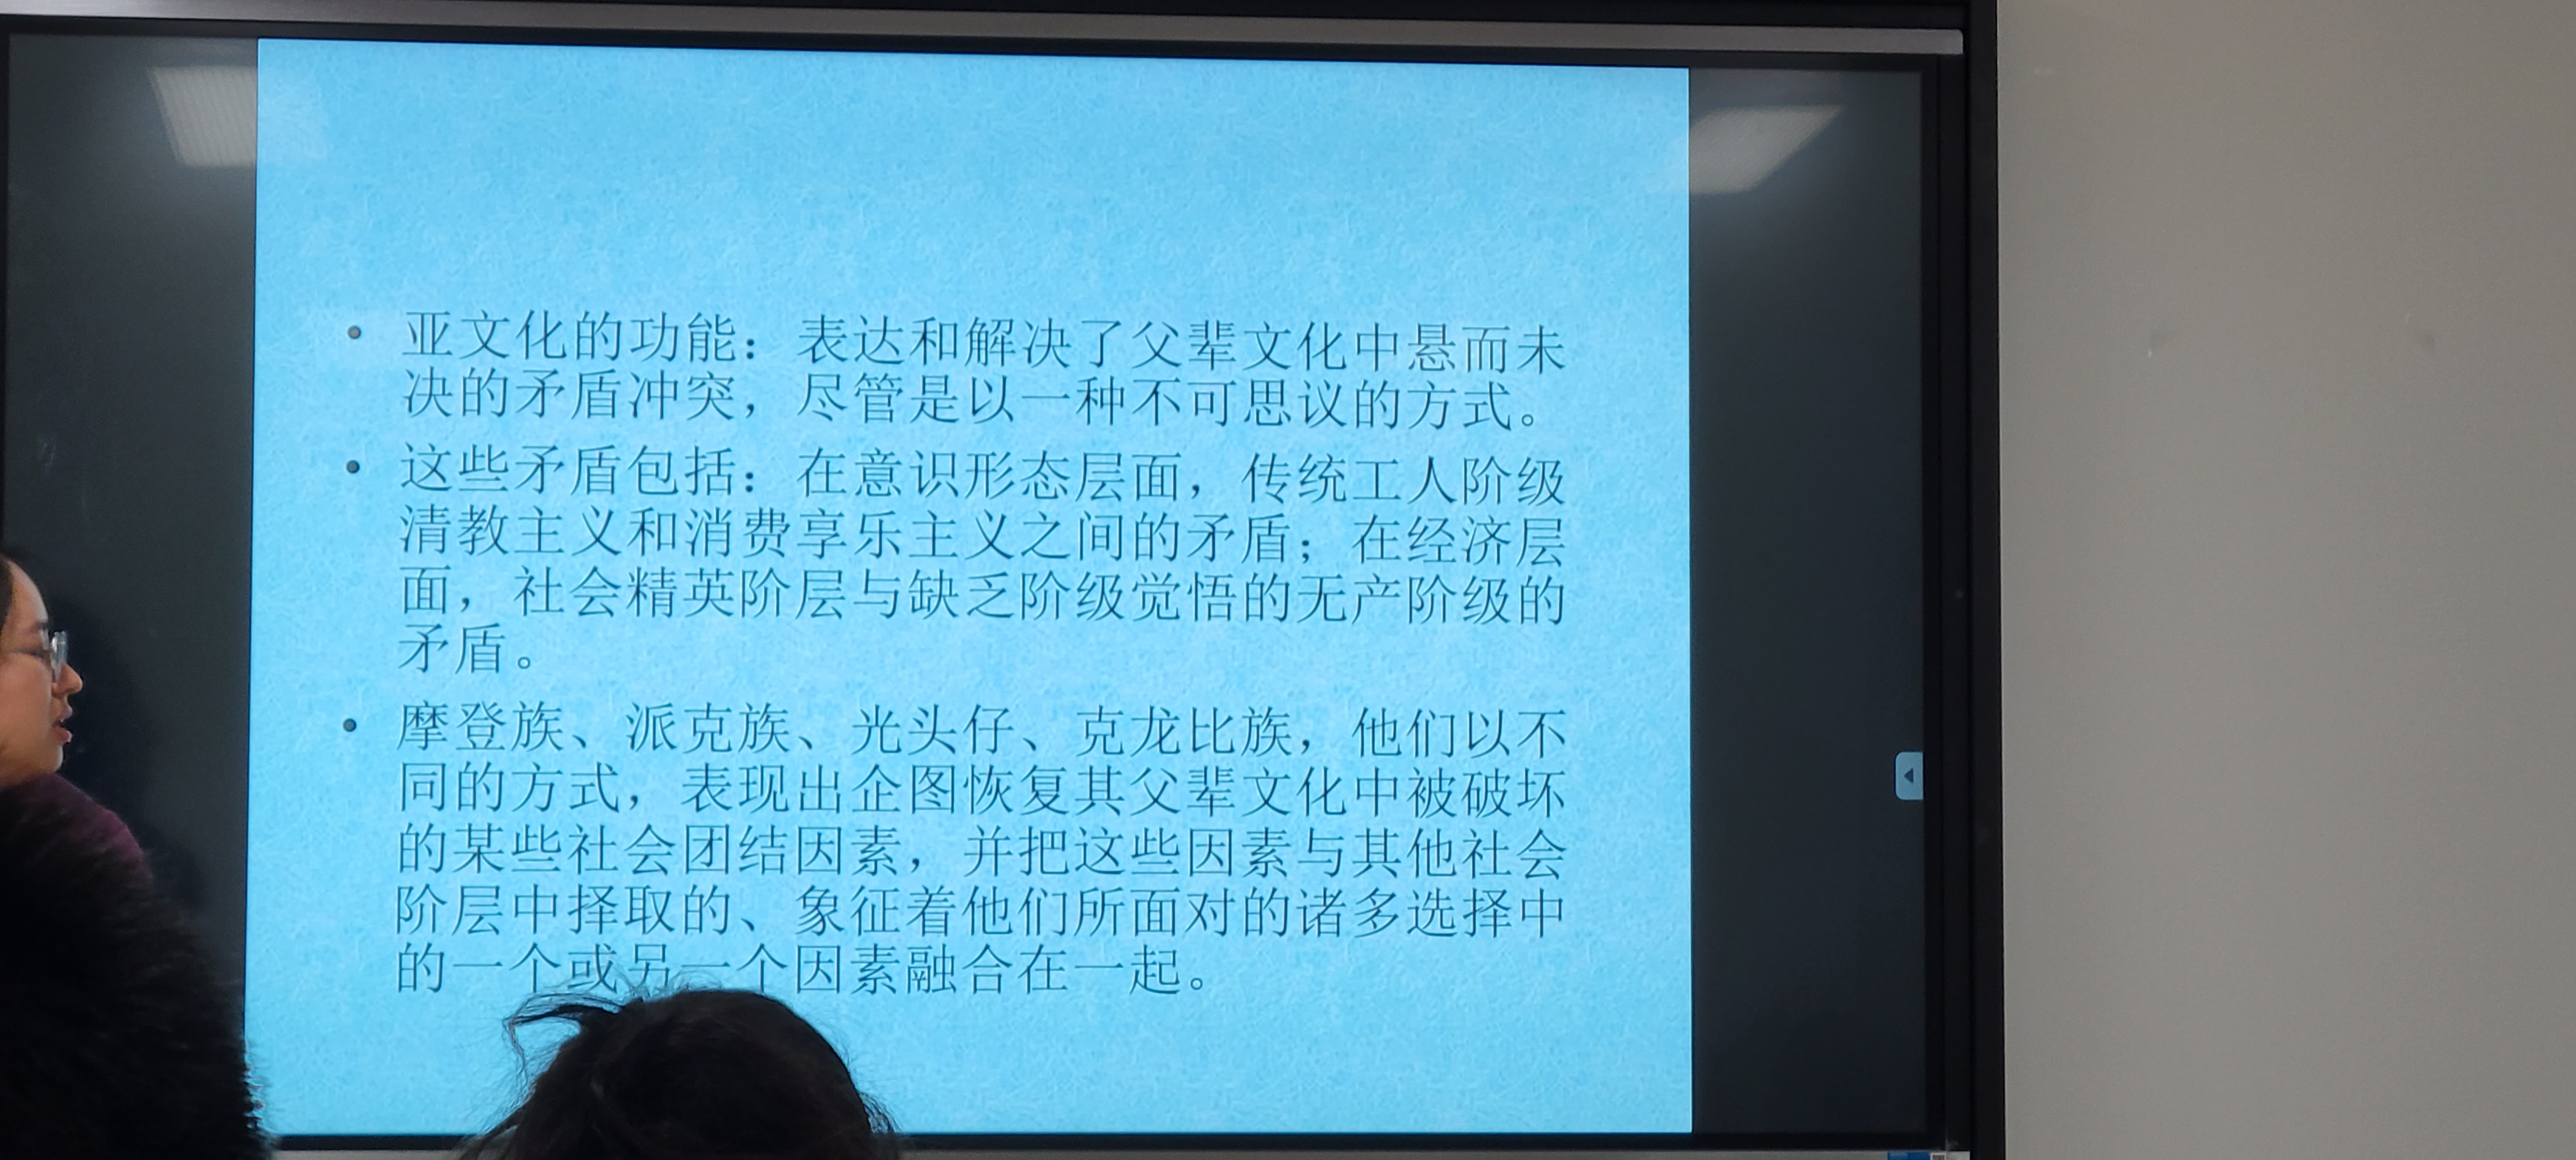 • 亚文化的功能：表达和解决了父辈文化中悬而未
决的矛盾冲突，尽管是以一种不可思议的方式。
• 这些矛盾包括：在意识形态层面，传统工人阶级
清教主义和消费享乐主义之间的矛盾；在经济层
面，社会精英阶层与缺乏阶级觉悟的无产阶级的
矛盾。
• 摩登族、派克族、光头仔、克龙比族，他们以不
同的方式，表现出企图恢复其父辈文化中被破坏
的某些社会团结因素，并把这些因素与其他社会
阶层中择取的、象征着他们所面对的诸多选择中
的一个或另一个因素融合在一起。